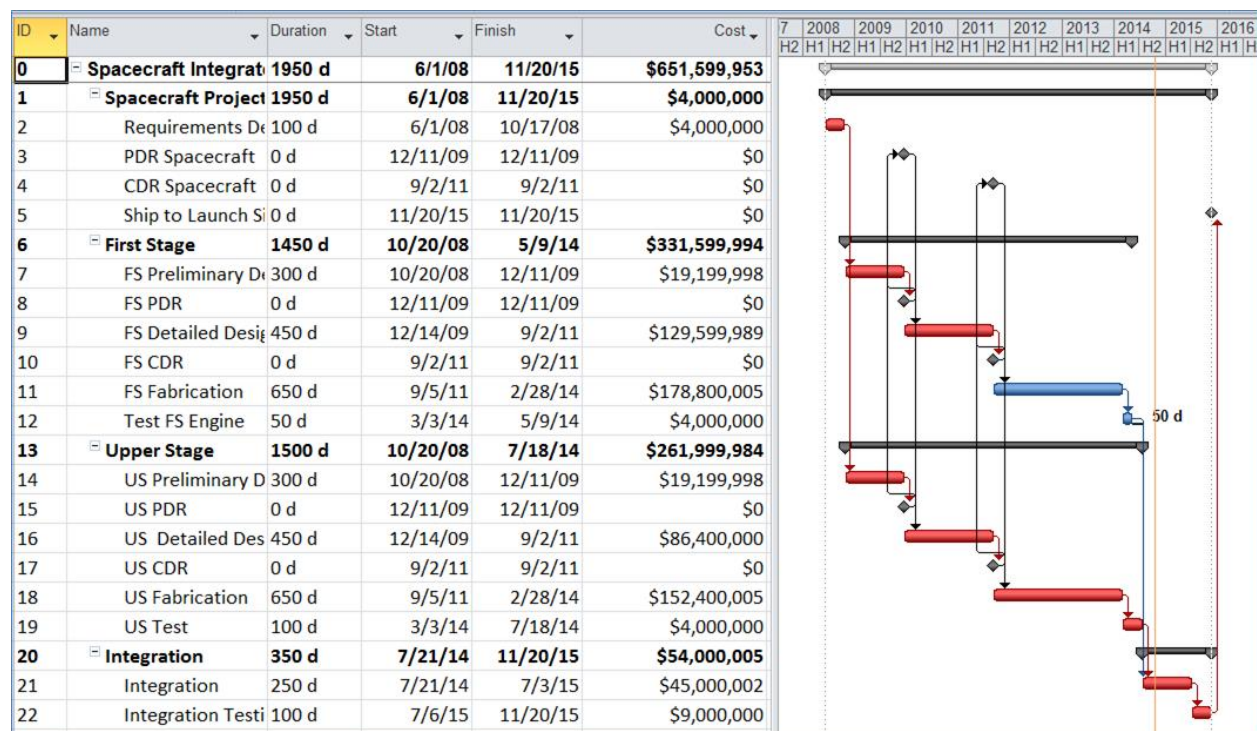 ID Name Duration Start Finish Cost 7 2008 2009 2010 2011 2012 2013 2014 2015 2016
H2 H1 H2 H1 H2 H1 H2 H1 H2 H1 H2 H1 H2 H1 H2 H1 H2 H1 H
0 Spacecraft Integrat 1950 d 6/1/08 11/20/15 $651,599,953
1 Spacecraft Project 1950 d 6/1/08 11/20/15 $4,000,000
2 Requirements De 100 d 6/1/08 10/17/08 $4,000,000
3 PDR Spacecraft 0 d 12/11/09 12/11/09 $0
4 CDR Spacecraft 0 d 9/2/11 9/2/11 $0
5 Ship to Launch Si 0 d 11/20/15 11/20/15 $0
6 First Stage 1450 d 10/20/08 5/9/14 $331,599,994
7 FS Preliminary De 300 d 10/20/08 12/11/09 $19,199,998
8 FS PDR 0 d 12/11/09 12/11/09 $0
9 FS Detailed Desig 450 d 12/14/09 9/2/11 $129,599,989
10 FS CDR 0 d 9/2/11 9/2/11 $0
11 FS Fabrication 650 d 9/5/11 2/28/14 $178,800,005
12 Test FS Engine 50 d 3/3/14 5/9/14 $4,000,000 50 d
13 Upper Stage 1500 d 10/20/08 7/18/14 $261,999,984
14 US Preliminary D 300 d 10/20/08 12/11/09 $19,199,998
15 US PDR 0 d 12/11/09 12/11/09 $0
16 US Detailed Des 450 d 12/14/09 9/2/11 $86,400,000
17 US CDR 0 d 9/2/11 9/2/11 $0
18 US Fabrication 650 d 9/5/11 2/28/14 $152,400,005
19 US Test 100 d 3/3/14 7/18/14 $4,000,000
20 Integration 350 d 7/21/14 11/20/15 $54,000,005
21 Integration 250 d 7/21/14 7/3/15 $45,000,002
22 Integration Testi 100 d 7/6/15 11/20/15 $9,000,000